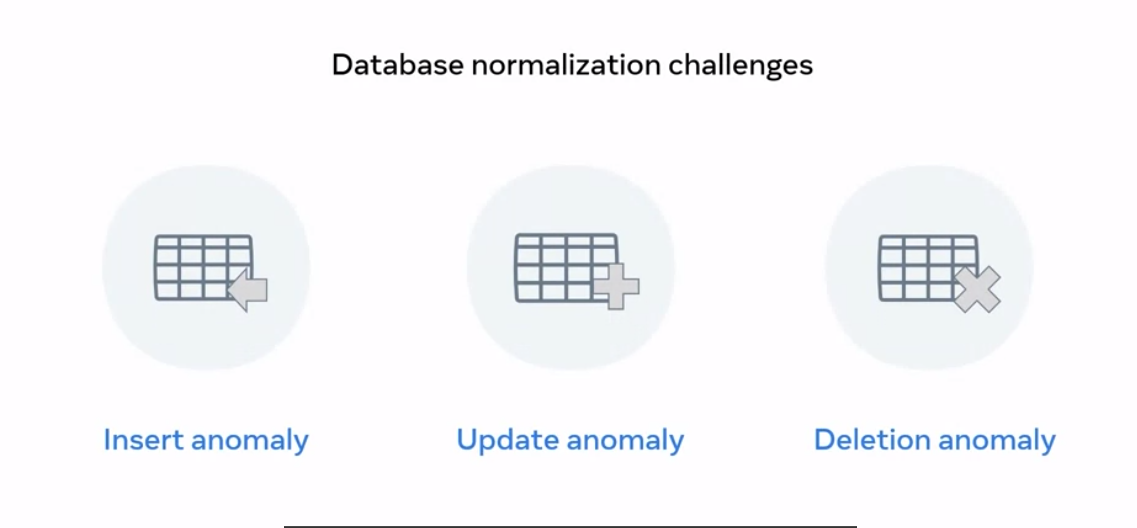 Database normalization challenges
Insert anomaly
Update anomaly
Deletion anomaly